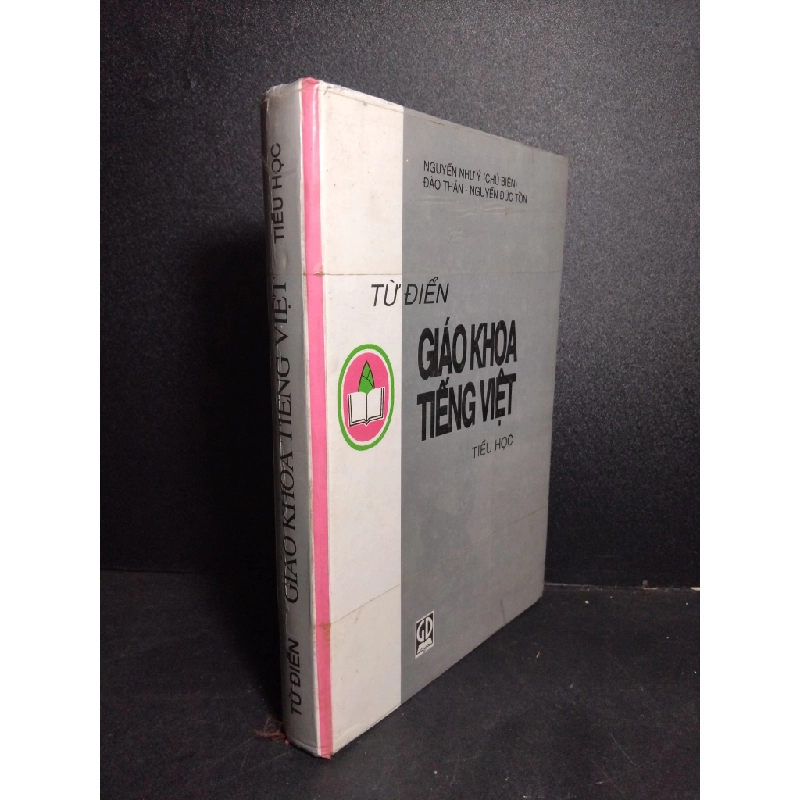 NGUYỄN NHƯ Ý (CHỦ BIÊN)
ĐÀO THẢN - NGUYỄN ĐỨC TỒN
TỪ ĐIỂN
GIÁO KHOA
TIẾNG VIỆT
TIỂU HỌC
GD
TỪ ĐIỂN GIÁO KHOA TIẾNG VIỆT TIỂU HỌC